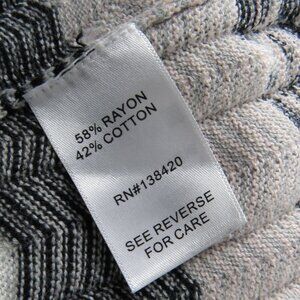 58% RAYON
42% COTTON
RN#138420
SEE REVERSE
FOR CARE